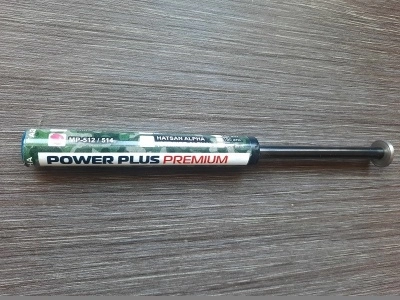 MP-512 / 514
HATSAN ALPHA
POWER PLUS PREMIUM